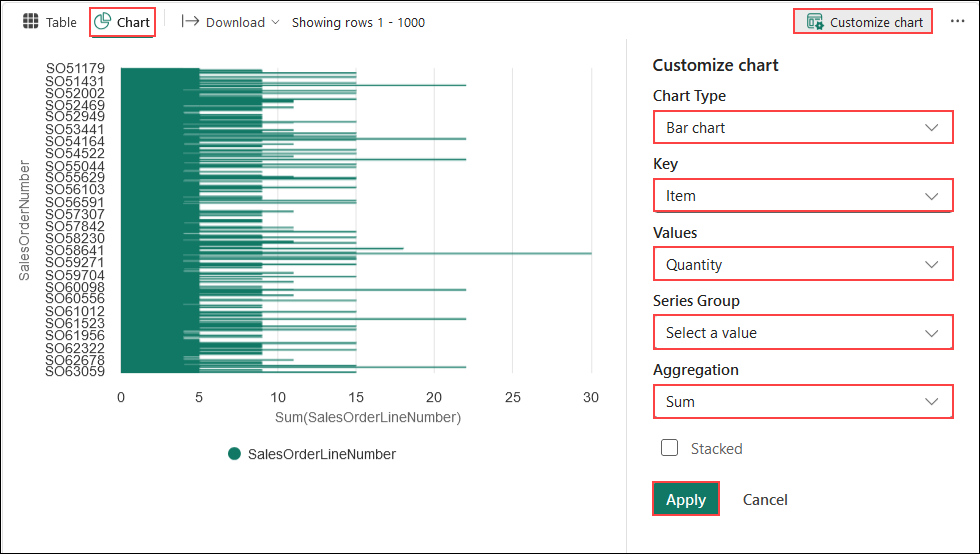 Table Chart Download Showing rows 1 - 1000 Customize chart
SO51179
SO51431
SO52002
SO52469
SO52949
SO53441
SO54164
SO54522
SO55044
SO55629
SO56103
SO56591
SO57307
SO57842
SO58230
SO58641
SO59271
SO59704
SO60098
SO60556
SO61012
SO61523
SO61956
SO62322
SO62678
SO63059
SalesOrderNumber
0 5 10 15 20 25 30
Sum(SalesOrderLineNumber)
SalesOrderLineNumber
Customize chart
Chart Type
Bar chart
Key
Item
Values
Quantity
Series Group
Select a value
Aggregation
Sum
Stacked
Apply Cancel